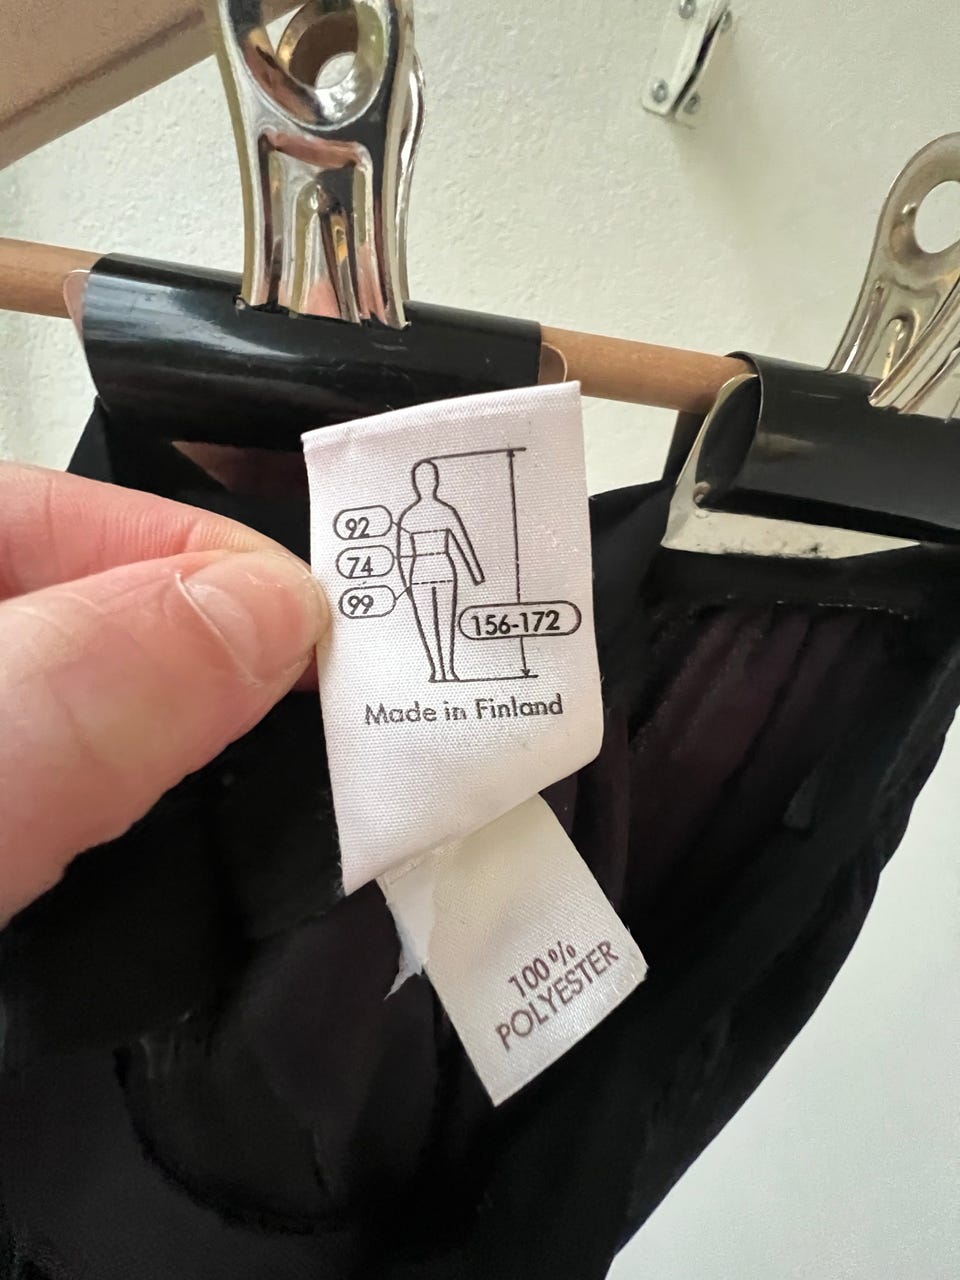 92
74
99
156-172
Made in Finland
100%
POLYESTER